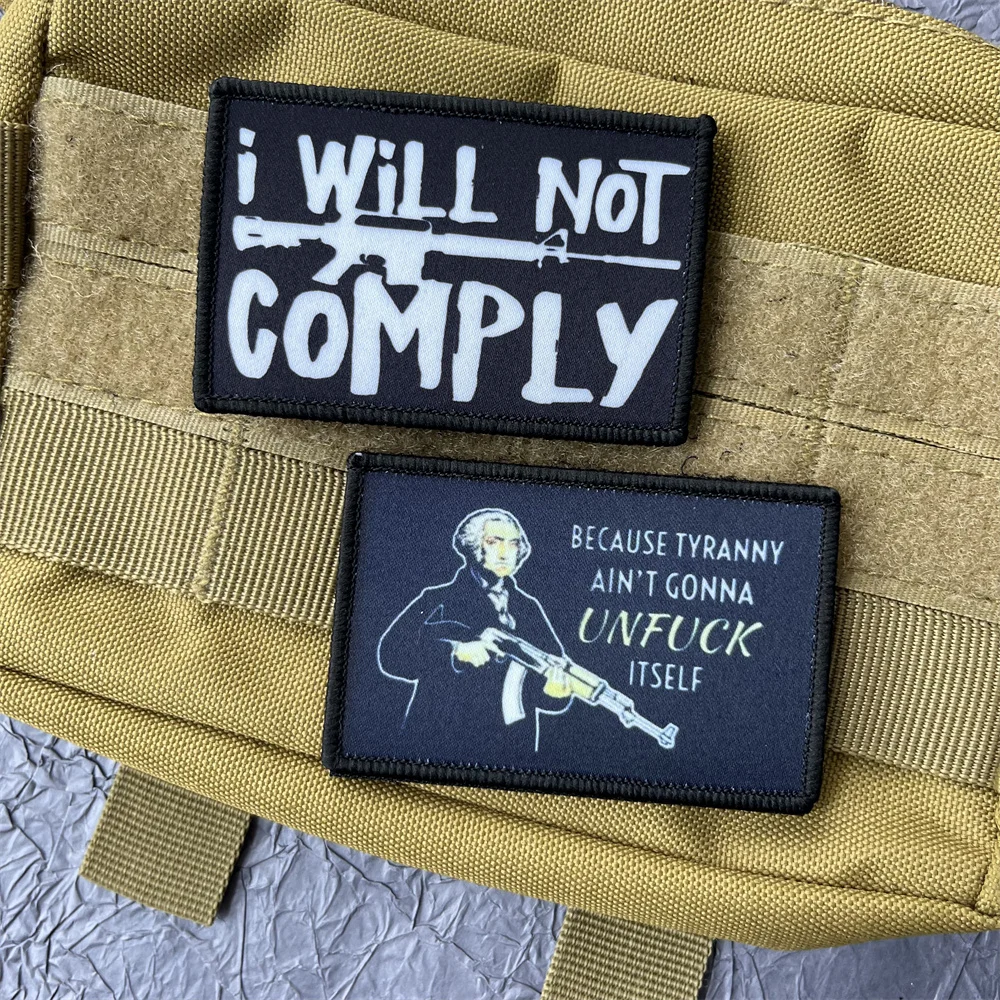 i WiLL NOT
COMPLY
BECAUSE TYRANNY
AIN'T GONNA
UNFUCK
ITSELF